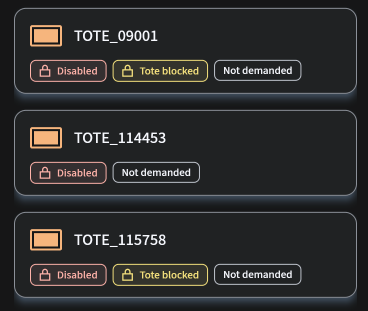 TOTE_09001
Disabled Tote blocked Not demanded
TOTE_114453
Disabled Not demanded
TOTE_115758
Disabled Tote blocked Not demanded